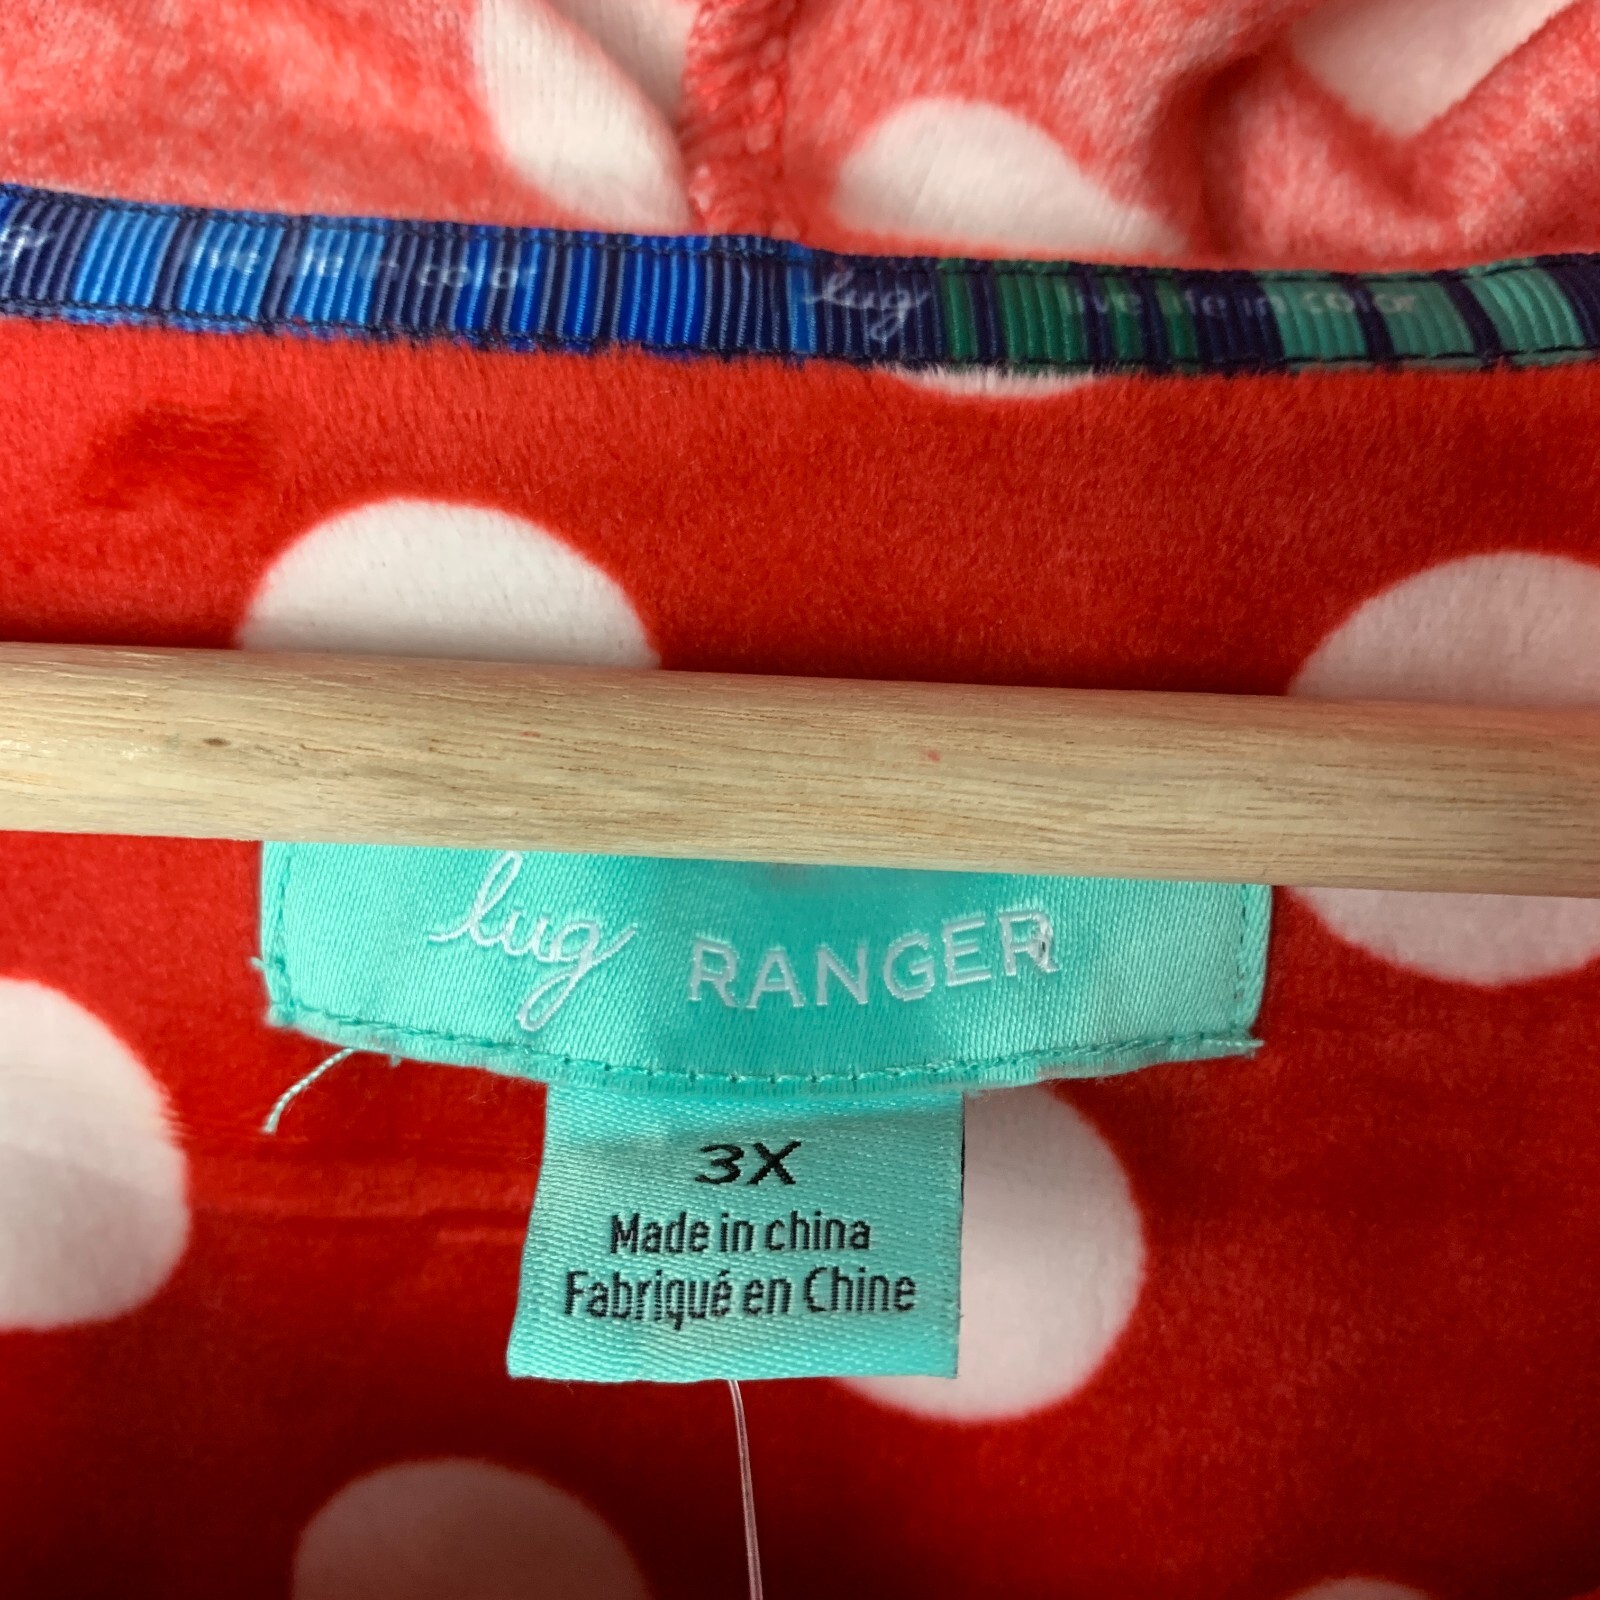 live life in color
lug
live life in color
lug RANGER
3X
Made in china
Fabriqué en Chine